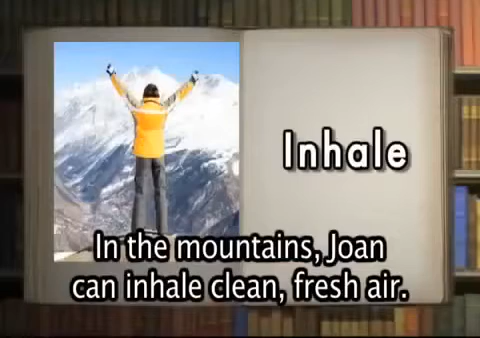 Inhale
In the mountains, Joan
can inhale clean, fresh air.